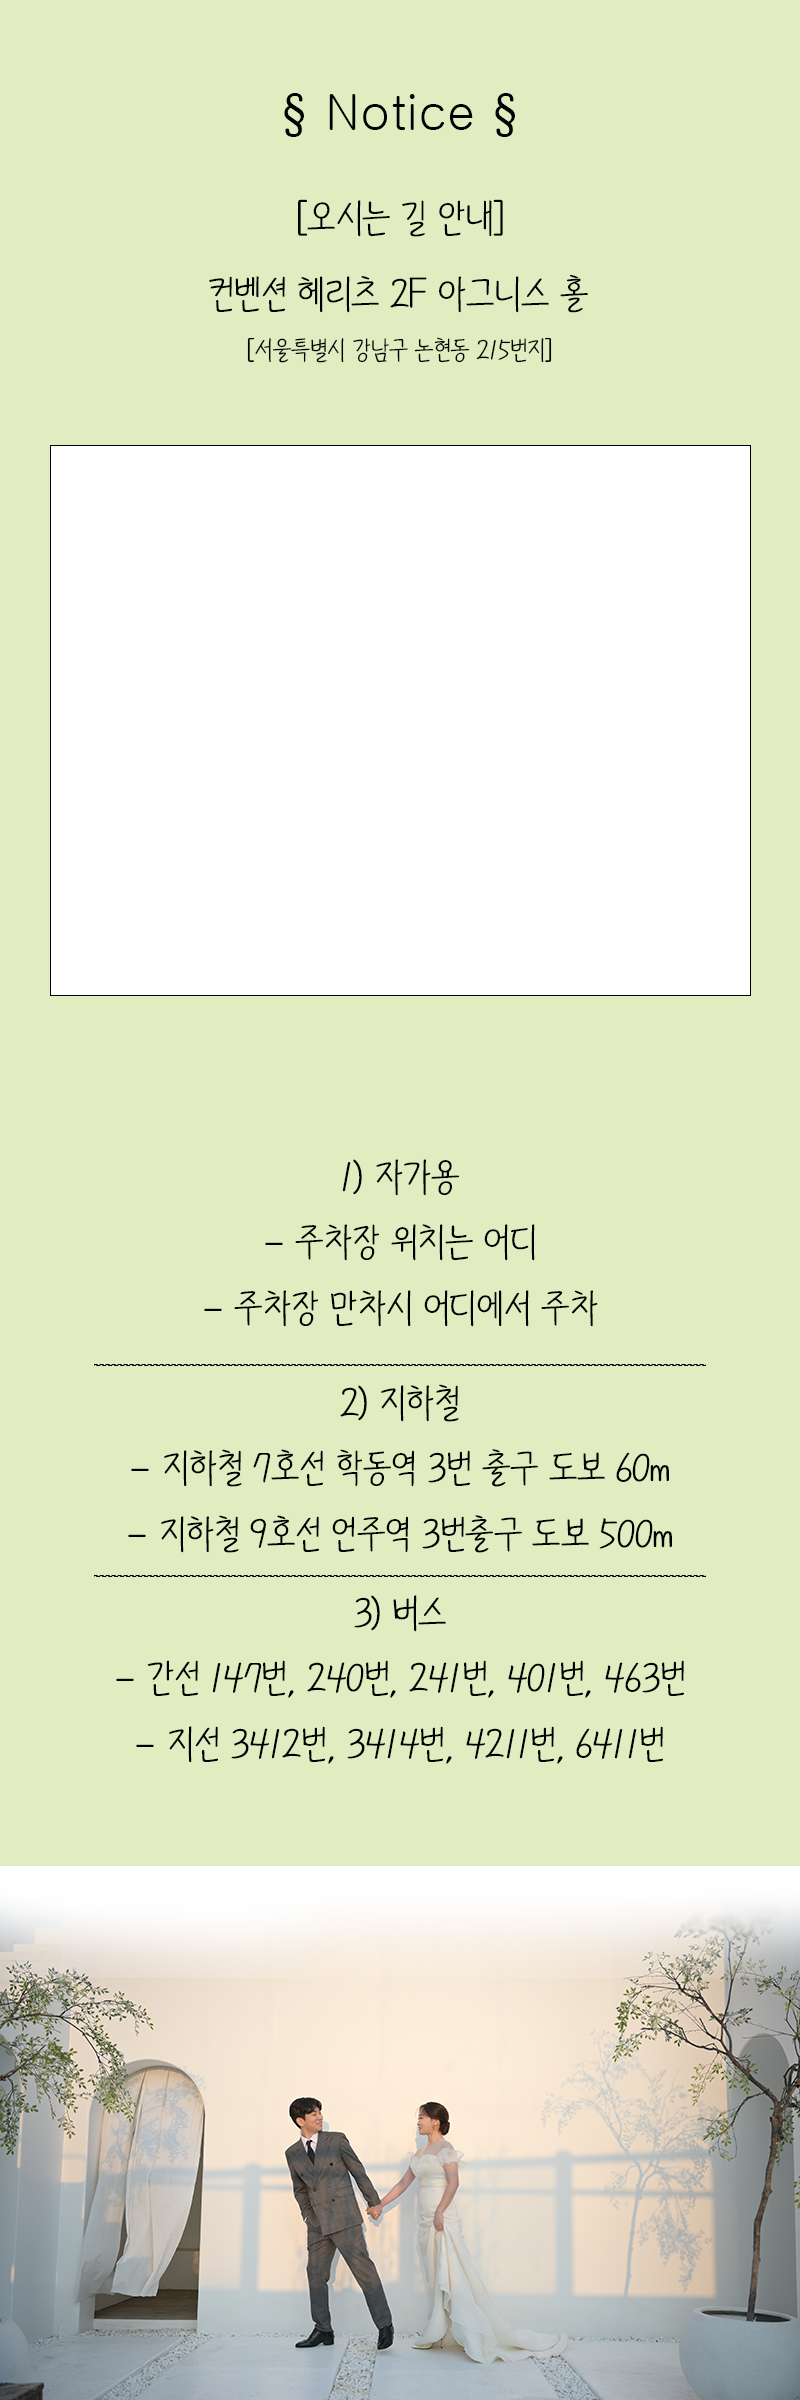 § Notice §
[오시는 길 안내]
컨벤션 헤리츠 2F 아그니스 홀
[서울특별시 강남구 논현동 215번지]
1) 자가용
- 주차장 위치는 어디
- 주차장 만차시 어디에서 주차
2) 지하철
- 지하철 7호선 학동역 3번 출구 도보 60m
- 지하철 9호선 언주역 3번출구 도보 500m
3) 버스
- 간선 147번, 240번, 241번, 401번, 463번
- 지선 3412번, 3414번, 4211번, 6411번